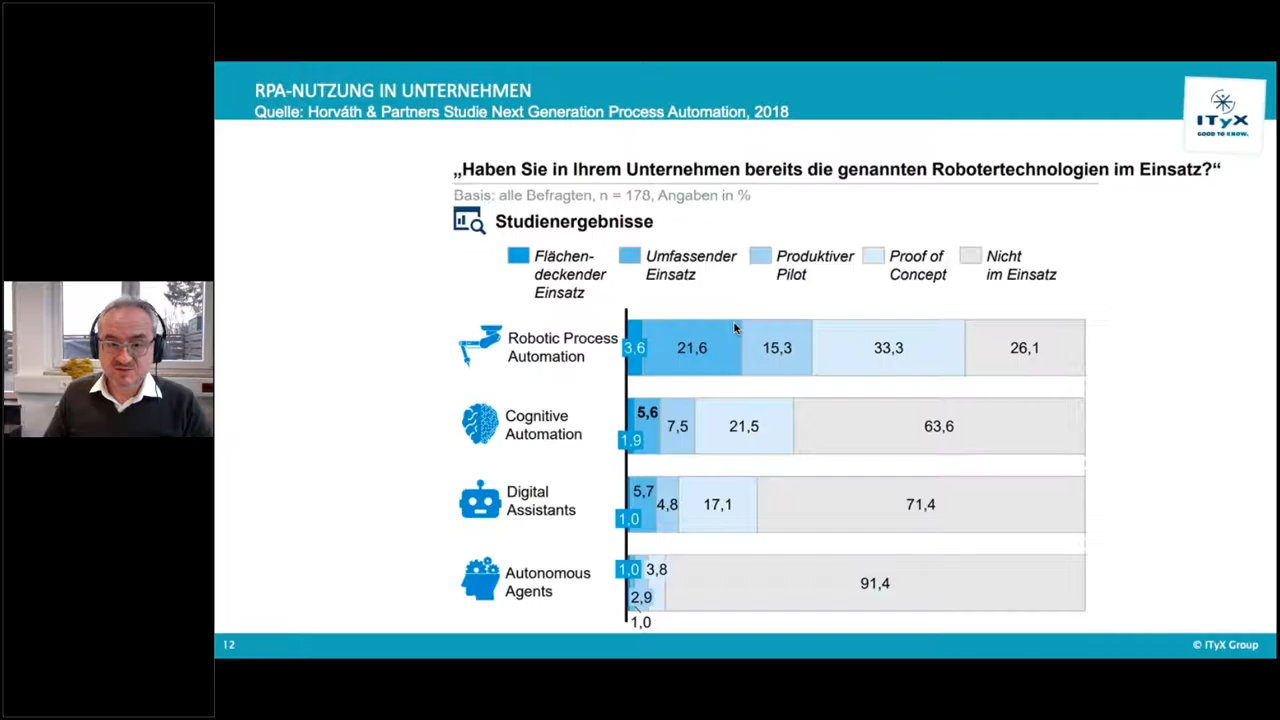 RPA-NUTZUNG IN UNTERNEHMEN
Quelle: Horváth & Partners Studie Next Generation Process Automation, 2018
ITyX
GOOD TO KNOW.
„Haben Sie in Ihrem Unternehmen bereits die genannten Robotertechnologien im Einsatz?“
Basis: alle Befragten, n = 178, Angaben in %
Studienergebnisse
Flächen-
deckender
Einsatz
Umfassender
Einsatz
Produktiver
Pilot
Proof of
Concept
Nicht
im Einsatz
Robotic Process
Automation
3,6 21,6 15,3 33,3 26,1
Cognitive
Automation
1,9 5,6 7,5 21,5 63,6
Digital
Assistants
1,0 5,7 4,8 17,1 71,4
Autonomous
Agents
1,0 3,8 91,4
2,9
1,0
12
© ITyX Group